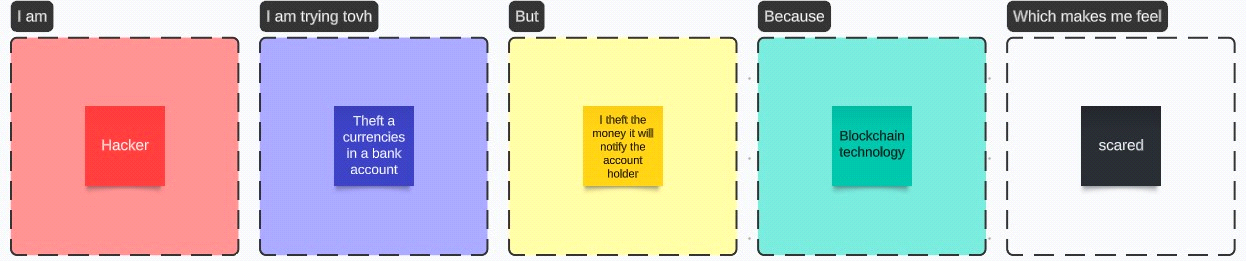 I am
I am trying tovh
But
Because
Which makes me feel
Hacker
Theft a
currencies
in a bank
account
I theft the
money it will
notify the
account
holder
Blockchain
technology
scared